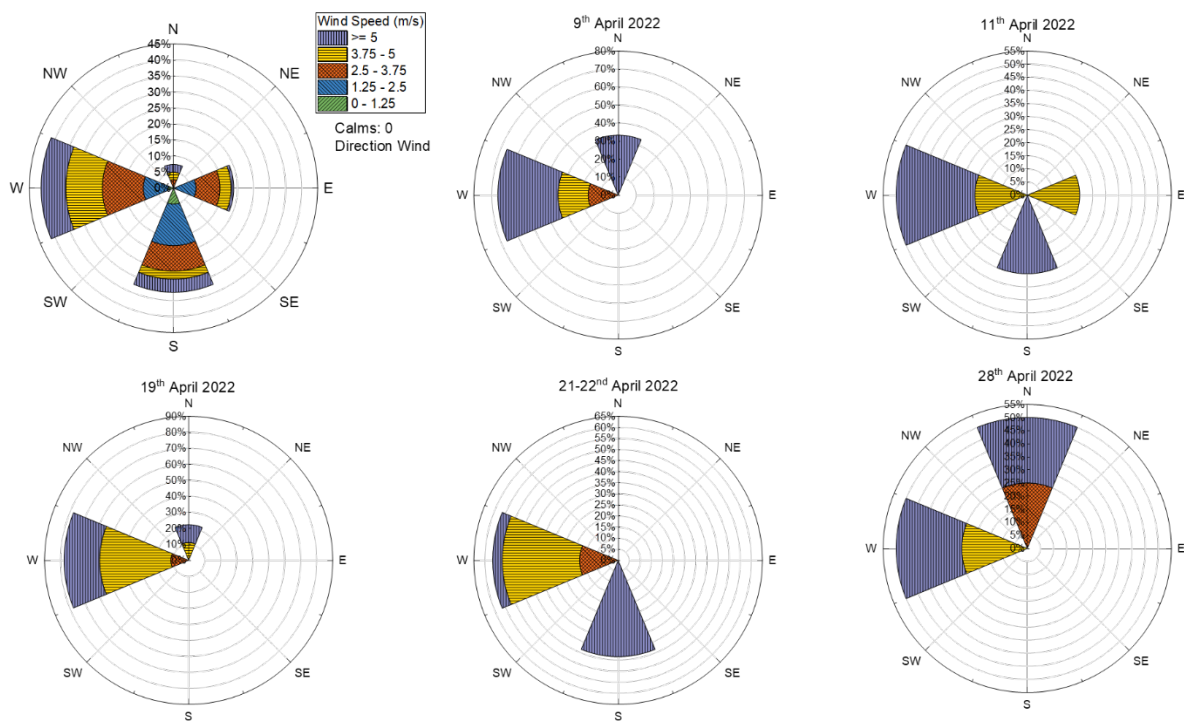 N
45%
40%
35%
30%
25%
20%
15%
10%
5%
0%
NW
NE
W
E
SW
SE
S
Wind Speed (m/s)
>= 5
3.75 - 5
2.5 - 3.75
1.25 - 2.5
0 - 1.25
Calms: 0
Direction Wind
9th April 2022
N
80%
70%
60%
50%
40%
30%
20%
10%
0%
NW
NE
W
E
SW
SE
S
11th April 2022
N
55%
50%
45%
40%
35%
30%
25%
20%
15%
10%
5%
0%
NW
NE
W
E
SW
SE
S
19th April 2022
N
90%
80%
70%
60%
50%
40%
30%
20%
10%
0%
NW
NE
W
E
SW
SE
S
21-22nd April 2022
N
65%
60%
55%
50%
45%
40%
35%
30%
25%
20%
15%
10%
5%
0%
NW
NE
W
E
SW
SE
S
28th April 2022
N
55%
50%
45%
40%
35%
30%
25%
20%
15%
10%
5%
0%
NW
NE
W
E
SW
SE
S